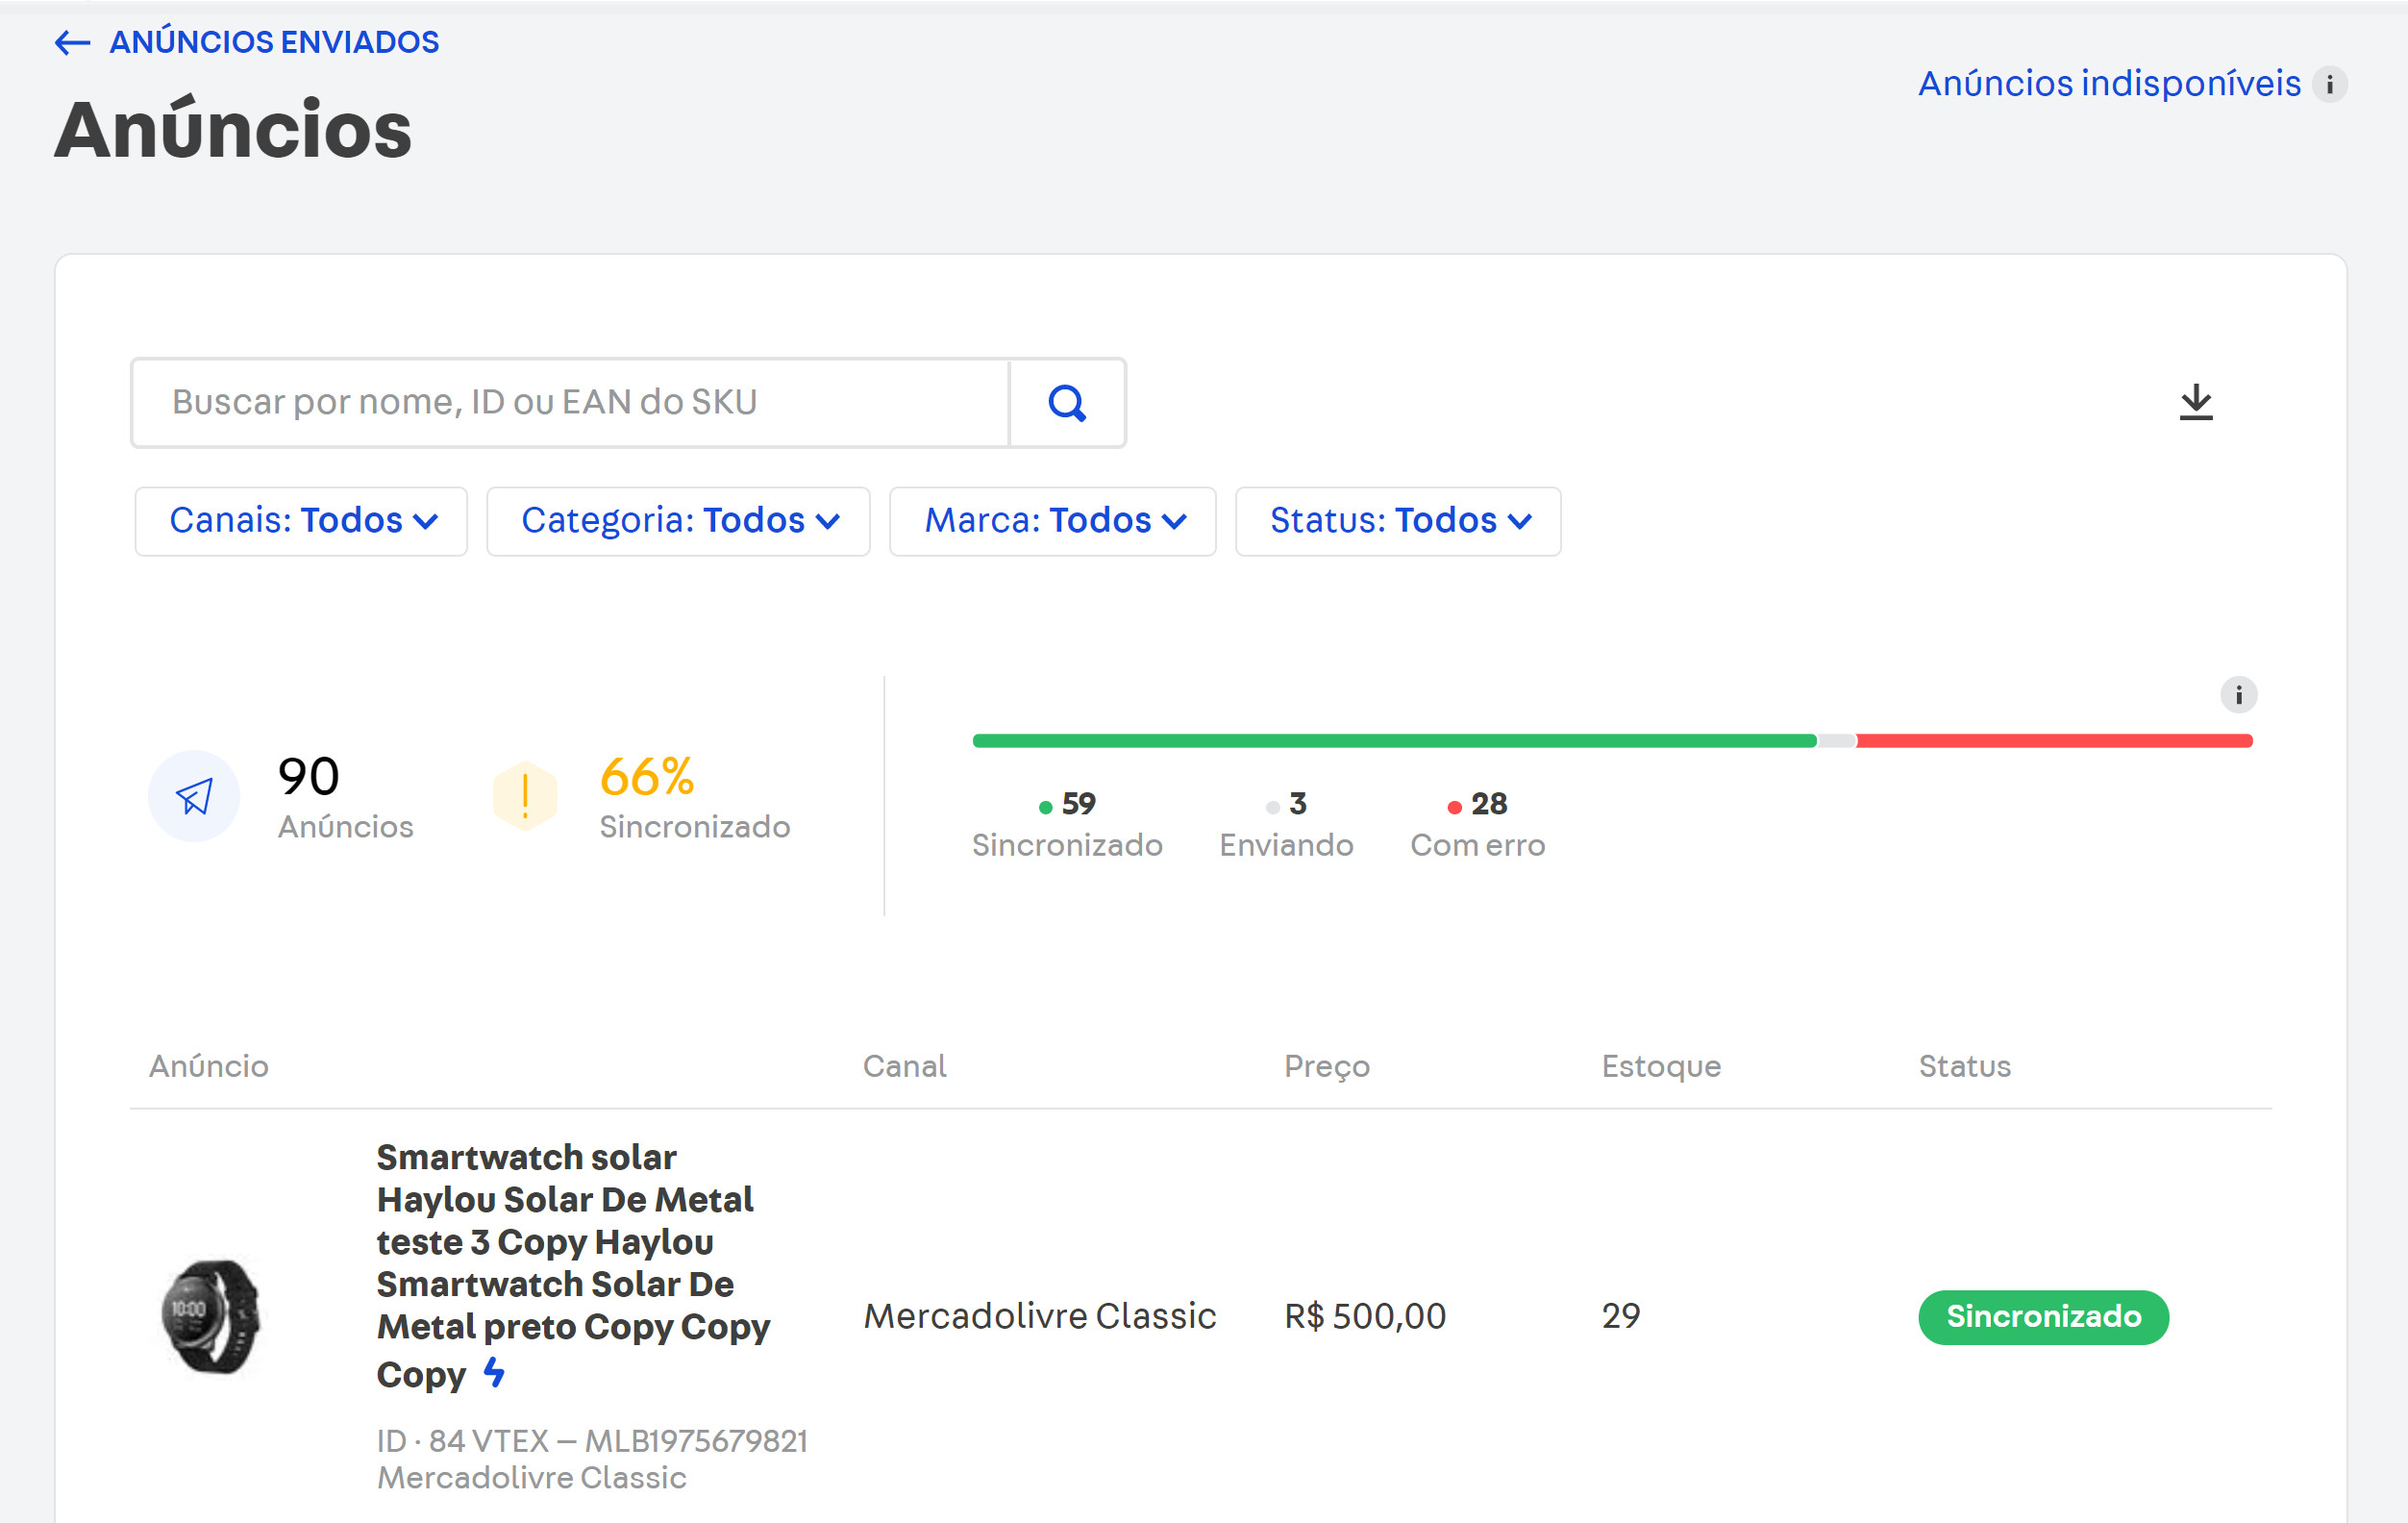 ANÚNCIOS ENVIADOS
Anúncios indisponíveis i
Anúncios
Buscar por nome, ID ou EAN do SKU
Canais: Todos
Categoria: Todos
Marca: Todos
Status: Todos
i
90
Anúncios
66%
Sincronizado
59
Sincronizado
3
Enviando
28
Com erro
Anúncio
Canal
Preço
Estoque
Status
Smartwatch solar
Haylou Solar De Metal
teste 3 Copy Haylou
Smartwatch Solar De
Metal preto Copy Copy
Copy
ID · 84 VTEX — MLB1975679821
Mercadolivre Classic
10:00
Mercadolivre Classic
R$ 500,00
29
Sincronizado